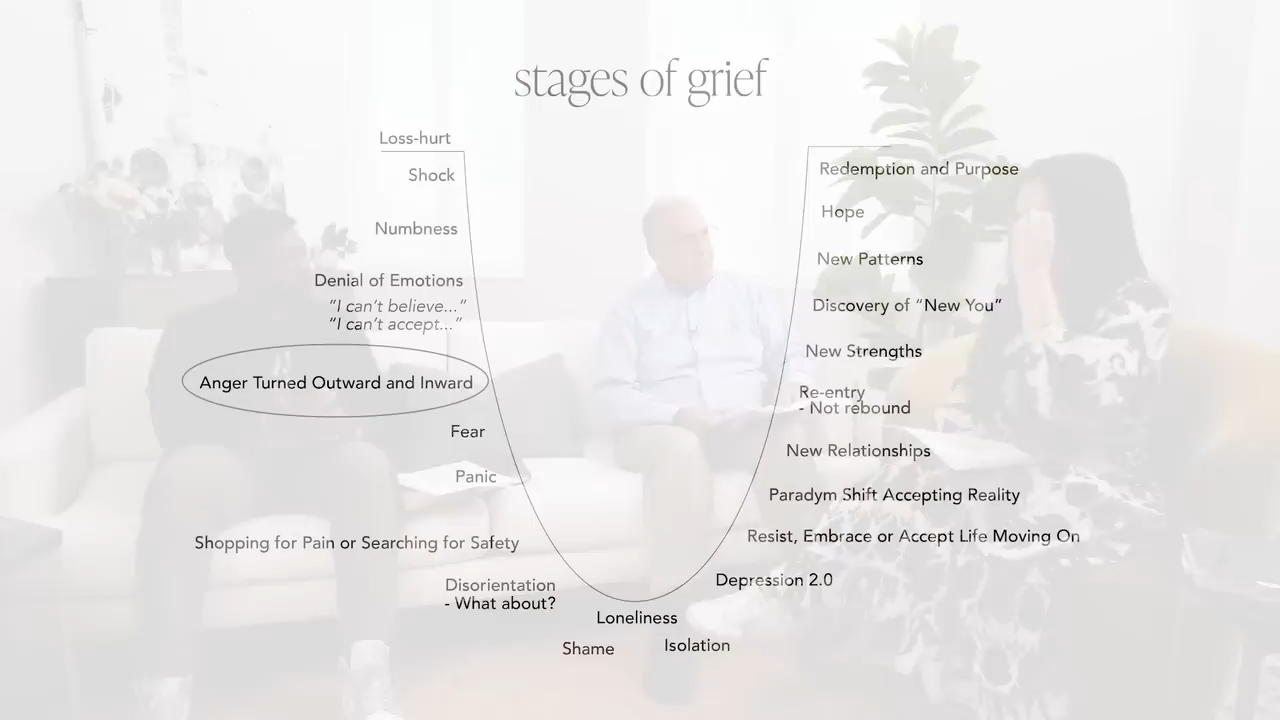 stages of grief
Loss-hurt
Shock
Numbness
Denial of Emotions
“I can’t believe...”
“I can’t accept...”
Anger Turned Outward and Inward
Fear
Panic
Shopping for Pain or Searching for Safety
Disorientation
- What about?
Loneliness
Shame
Isolation
Depression 2.0
Resist, Embrace or Accept Life Moving On
Paradym Shift Accepting Reality
New Relationships
Re-entry
- Not rebound
New Strengths
Discovery of “New You”
New Patterns
Hope
Redemption and Purpose